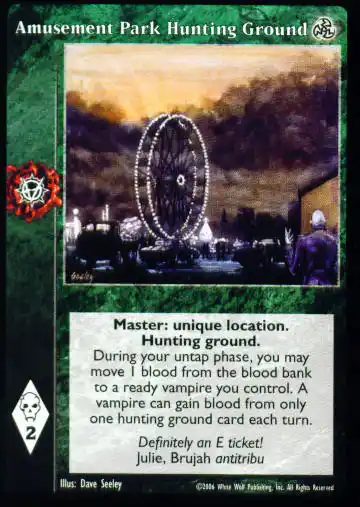 Amusement Park Hunting Ground
Geeley
Master: unique location.
Hunting ground.
During your untap phase, you may
move 1 blood from the blood bank
to a ready vampire you control. A
vampire can gain blood from only
one hunting ground card each turn.
Definitely an E ticket!
Julie, Brujah antitribu
2
Illus: Dave Seeley
©2006 White Wolf Publishing, Inc. All Rights Reserved